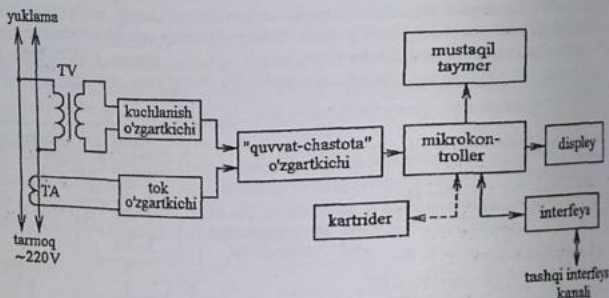 yuklama
TV
kuchlanish
o'zgartkichi
TA
tok
o'zgartkichi
tarmoq
~220V
"quvvat-chastota"
o'zgartkichi
mustaqil
taymer
mikrokon-
troller
displey
kartrider
interfeys
tashqi interfeys
kanali